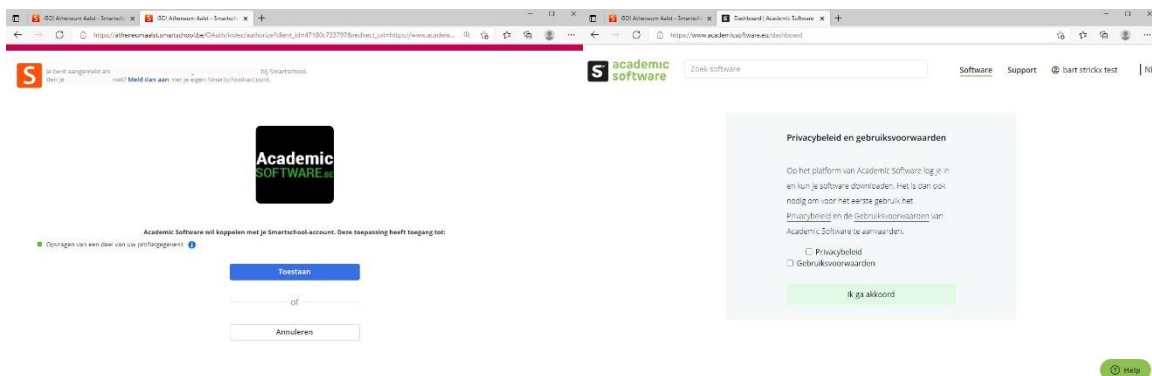 GO! Atheneum Aalst - Smartsch
GO! Atheneum Aalst - Smartsch
https://atheneumaalst.smartschool.be/OAuth/index/authorize?client_id=47180c723797&redirect_uri=https://www.academ...
S
Je bent aangemeld als bij Smartschool.
Ben je niet? Meld dan aan met je eigen Smartschool-account.
Academic
SOFTWARE.BE
Academic Software wil koppelen met je Smartschool-account. Deze toepassing heeft toegang tot:
Opvragen van een deel van uw profielgegevens
Toestaan
of
Annuleren
GO! Atheneum Aalst - Smartsch
Dashboard | Academic Software
https://www.academicsoftware.eu/dashboard
S academic
software
Zoek software
Software Support bart strickx test
Privacybeleid en gebruiksvoorwaarden
Op het platform van Academic Software log je in
en kun je software downloaden. Het is dan ook
nodig om voor het eerste gebruik het
Privacybeleid en de Gebruiksvoorwaarden van
Academic Software te aanvaarden.
Privacybeleid
Gebruiksvoorwaarden
Ik ga akkoord
Help